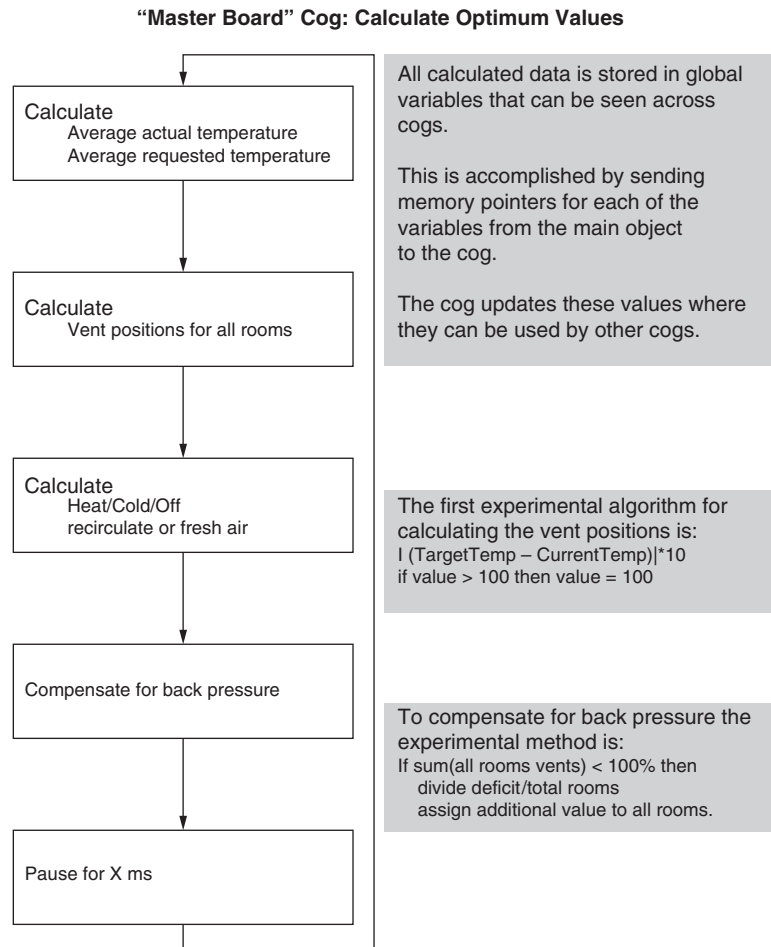 “Master Board” Cog: Calculate Optimum Values
Calculate
Average actual temperature
Average requested temperature
Calculate
Vent positions for all rooms
Calculate
Heat/Cold/Off
recirculate or fresh air
Compensate for back pressure
Pause for X ms
All calculated data is stored in global
variables that can be seen across
cogs.
This is accomplished by sending
memory pointers for each of the
variables from the main object
to the cog.
The cog updates these values where
they can be used by other cogs.
The first experimental algorithm for
calculating the vent positions is:
I (TargetTemp – CurrentTemp)|*10
if value > 100 then value = 100
To compensate for back pressure the
experimental method is:
If sum(all rooms vents) < 100% then
divide deficit/total rooms
assign additional value to all rooms.